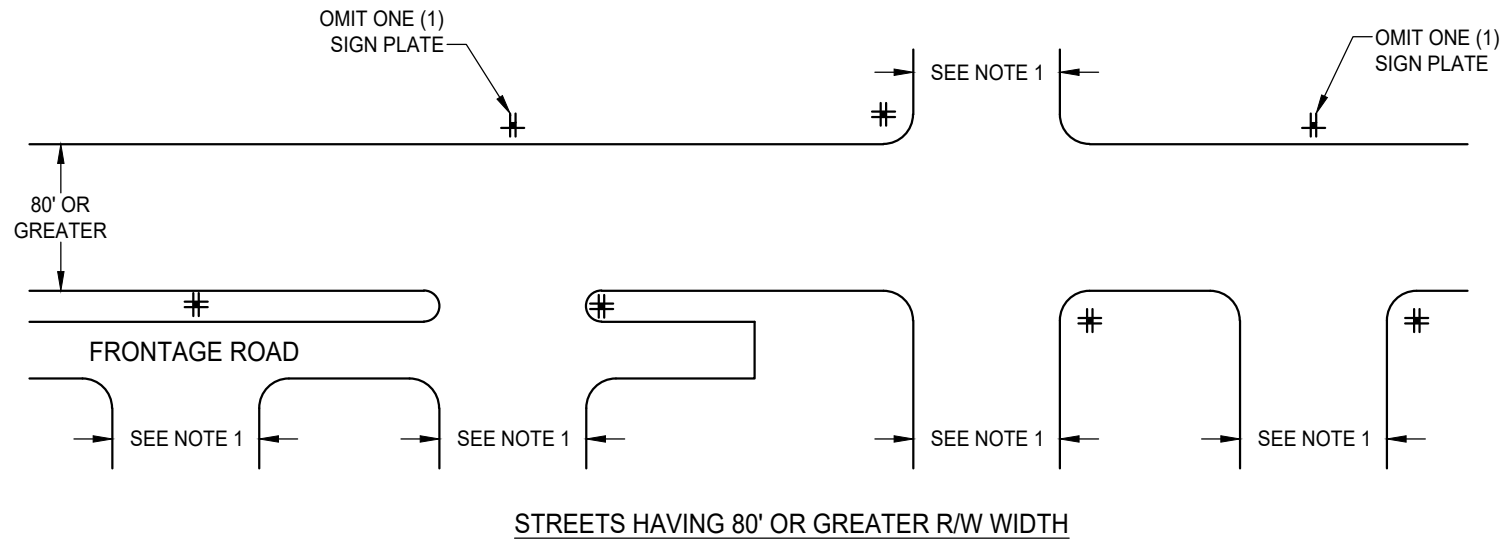 OMIT ONE (1)
SIGN PLATE
OMIT ONE (1)
SIGN PLATE
SEE NOTE 1
80' OR
GREATER
FRONTAGE ROAD
SEE NOTE 1
SEE NOTE 1
SEE NOTE 1
SEE NOTE 1
STREETS HAVING 80' OR GREATER R/W WIDTH